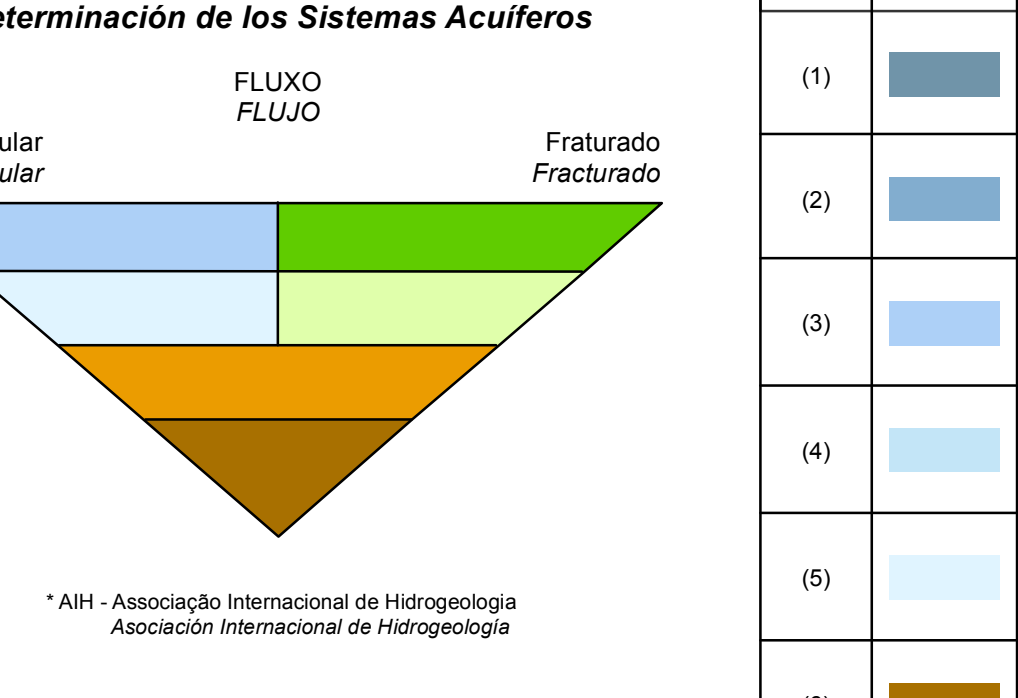 eterminación de los Sistemas Acuíferos
FLUXO
FLUJO
ular
ular
Fraturado
Fracturado
* AIH - Associação Internacional de Hidrogeologia
Asociación Internacional de Hidrogeología
(1)
(2)
(3)
(4)
(5)